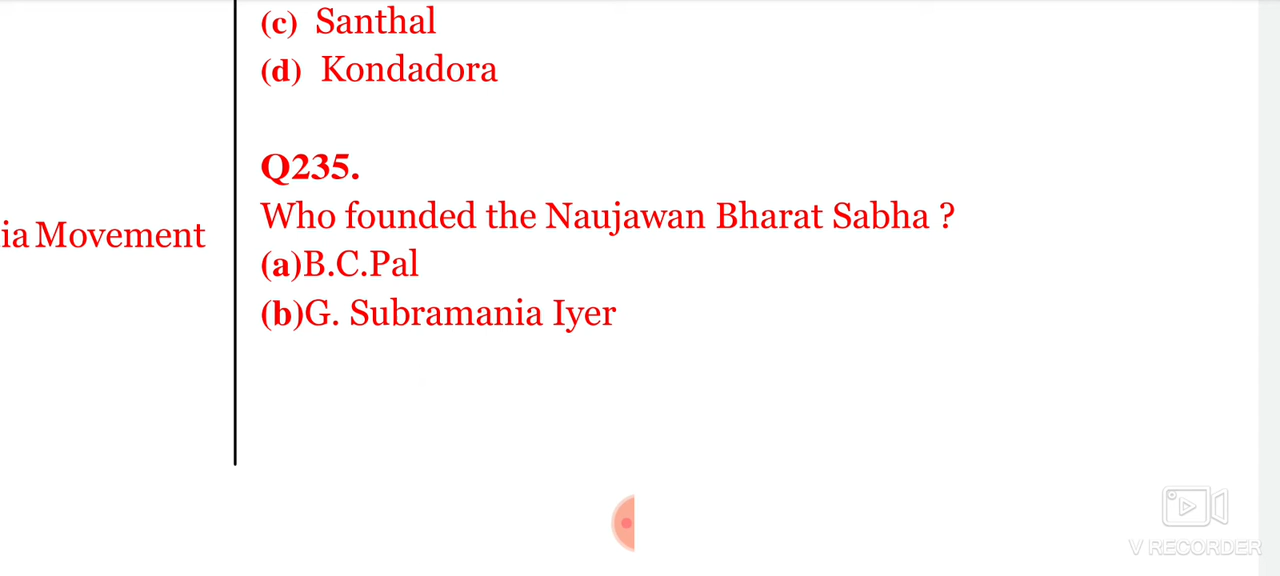 (c) Santhal
(d) Kondadora
Q235.
ia Movement
Who founded the Naujawan Bharat Sabha ?
(a)B.C.Pal
(b)G. Subramania Iyer
V RECORDER